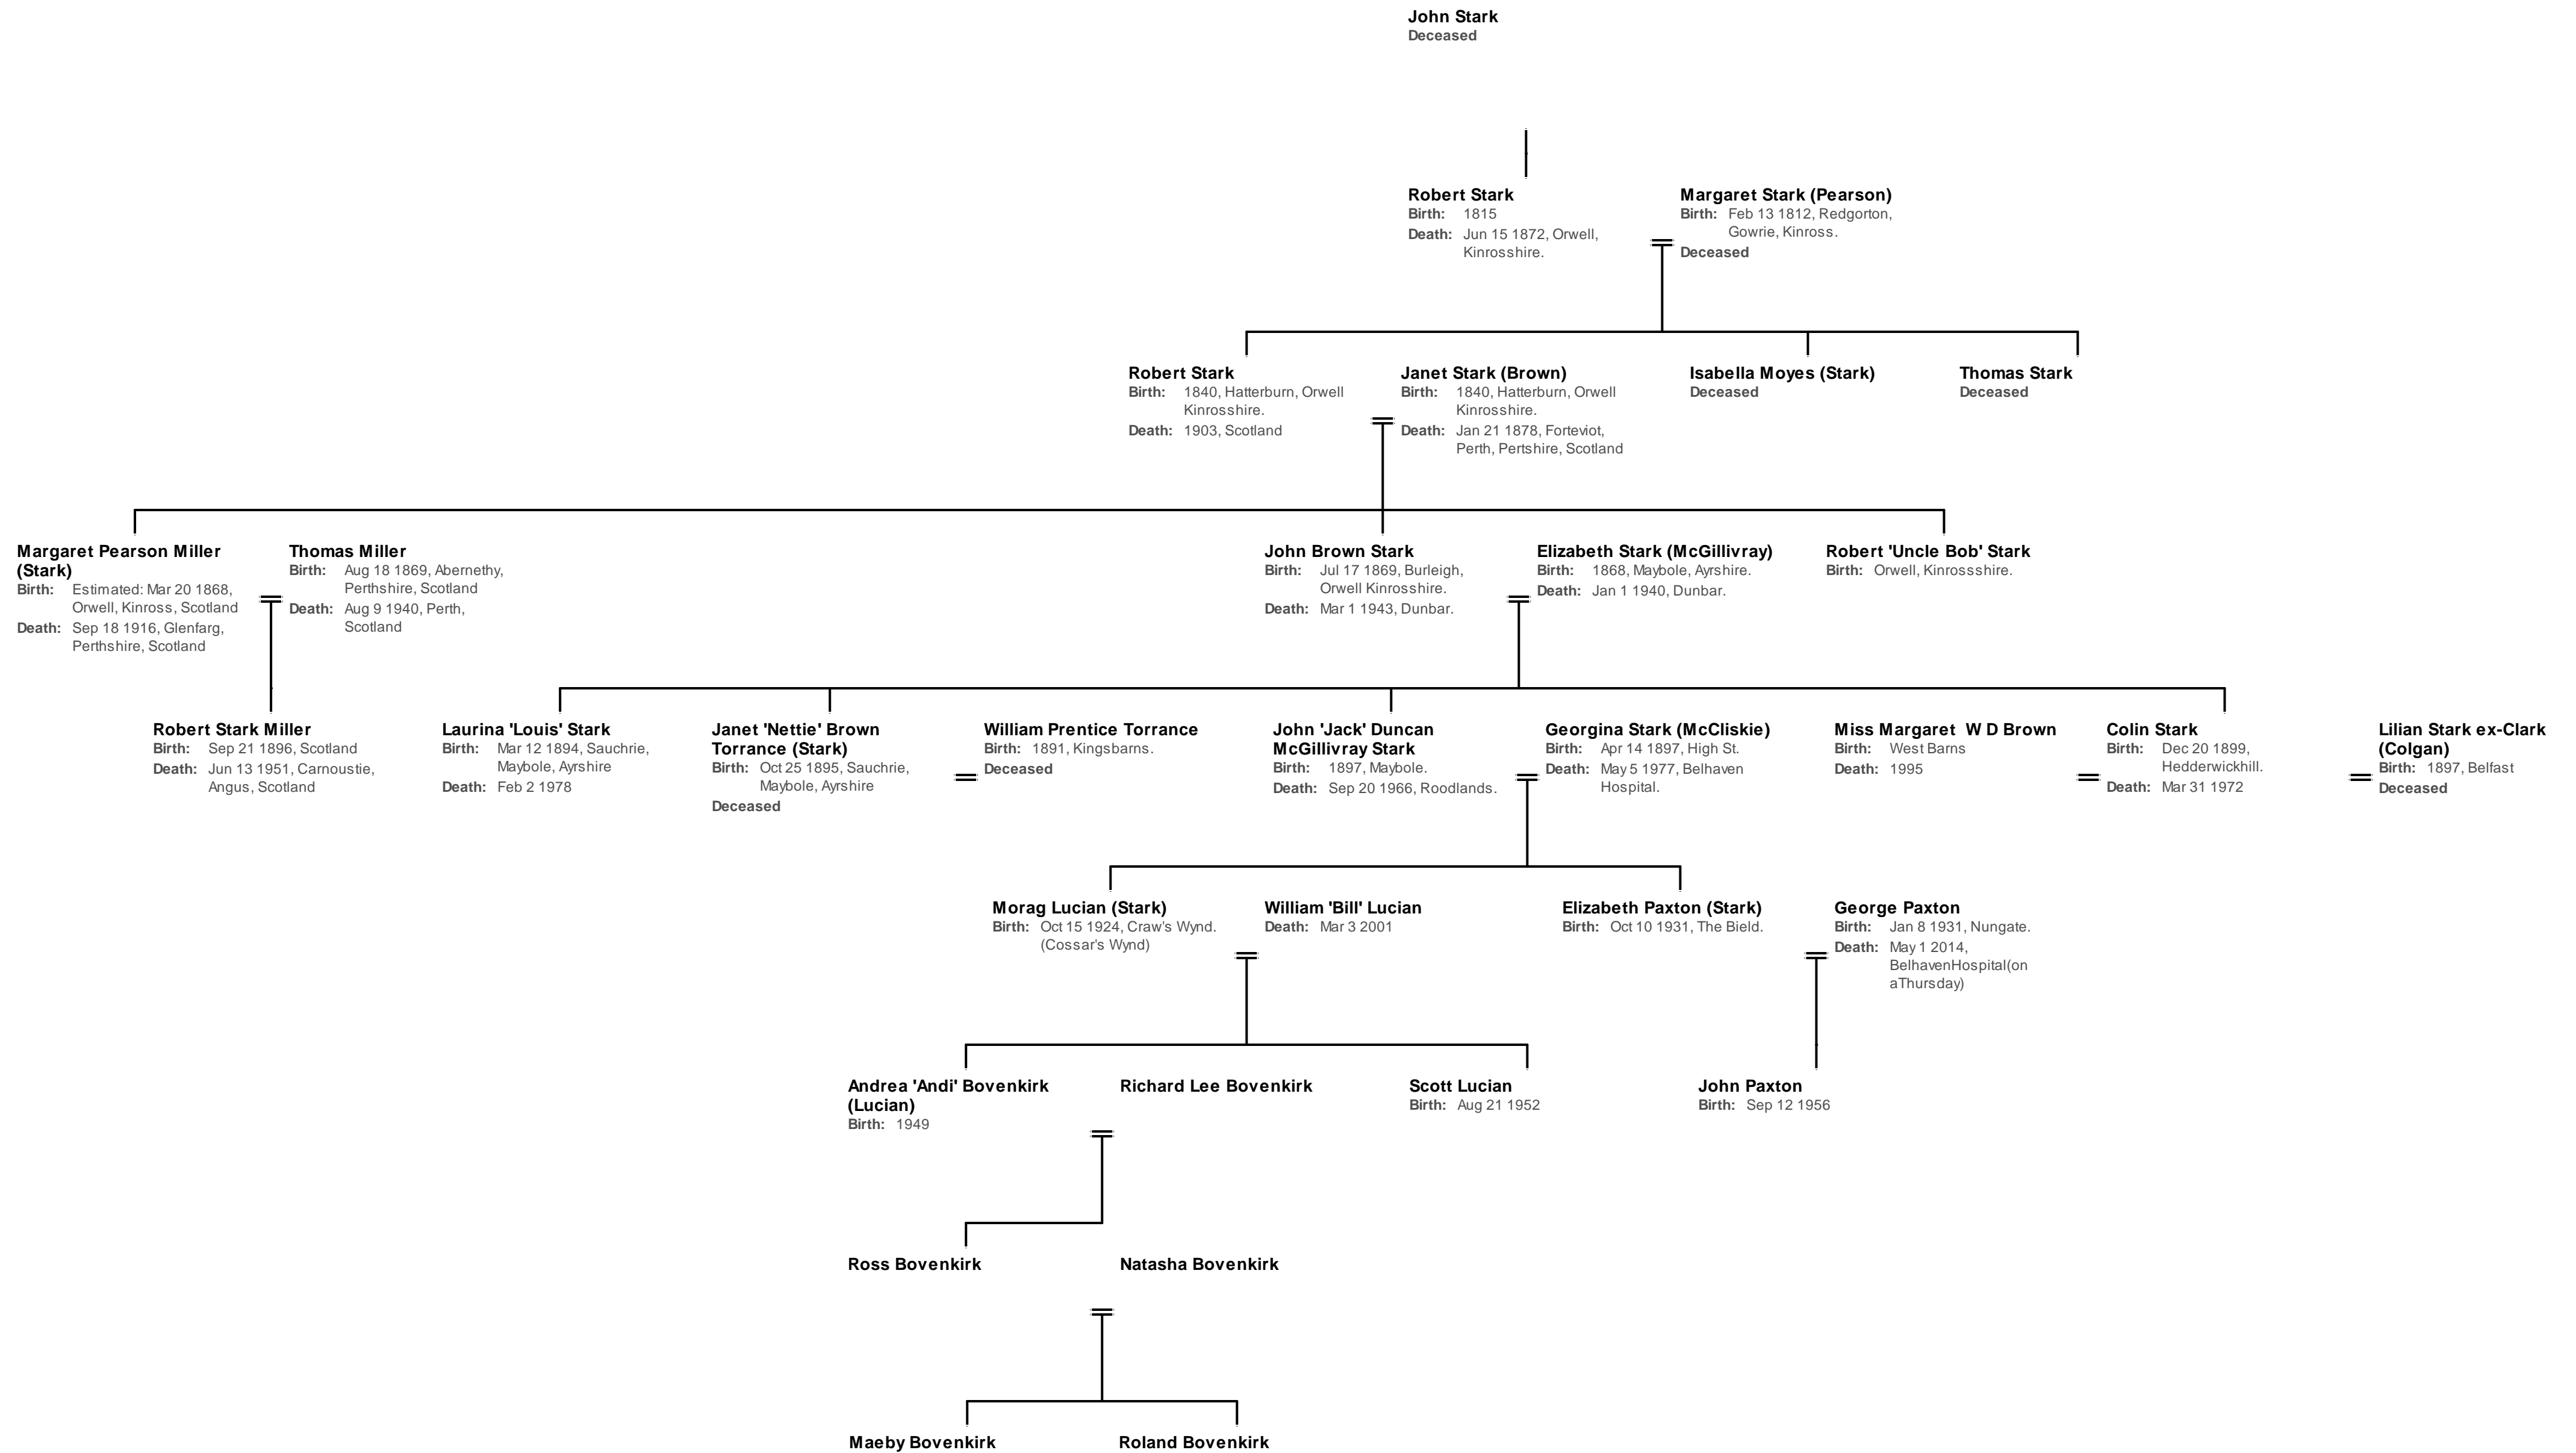 John Stark
Deceased
Robert Stark
Birth: 1815
Death: Jun 15 1872, Orwell,
Kinrosshire.
Margaret Stark (Pearson)
Birth: Feb 13 1812, Redgorton,
Gowrie, Kinross.
Deceased
Robert Stark
Birth: 1840, Hatterburn, Orwell
Kinrosshire.
Death: 1903, Scotland
Janet Stark (Brown)
Birth: 1840, Hatterburn, Orwell
Kinrosshire.
Death: Jan 21 1878, Forteviot,
Perth, Pertshire, Scotland
Isabella Moyes (Stark)
Deceased
Thomas Stark
Deceased
Margaret Pearson Miller
(Stark)
Birth: Estimated: Mar 20 1868,
Orwell, Kinross, Scotland
Death: Sep 18 1916, Glenfarg,
Perthshire, Scotland
Thomas Miller
Birth: Aug 18 1869, Abernethy,
Perthshire, Scotland
Death: Aug 9 1940, Perth,
Scotland
John Brown Stark
Birth: Jul 17 1869, Burleigh,
Orwell Kinrosshire.
Death: Mar 1 1943, Dunbar.
Elizabeth Stark (McGillivray)
Birth: 1868, Maybole, Ayrshire.
Death: Jan 1 1940, Dunbar.
Robert 'Uncle Bob' Stark
Birth: Orwell, Kinrossshire.
Robert Stark Miller
Birth: Sep 21 1896, Scotland
Death: Jun 13 1951, Carnoustie,
Angus, Scotland
Laurina 'Louis' Stark
Birth: Mar 12 1894, Sauchrie,
Maybole, Ayrshire
Death: Feb 2 1978
Janet 'Nettie' Brown
Torrance (Stark)
Birth: Oct 25 1895, Sauchrie,
Maybole, Ayrshire
Deceased
William Prentice Torrance
Birth: 1891, Kingsbarns.
Deceased
John 'Jack' Duncan
McGillivray Stark
Birth: 1897, Maybole.
Death: Sep 20 1966, Roodlands.
Georgina Stark (McCliskie)
Birth: Apr 14 1897, High St.
Death: May 5 1977, Belhaven
Hospital.
Miss Margaret W D Brown
Birth: West Barns
Death: 1995
Colin Stark
Birth: Dec 20 1899,
Hedderwickhill.
Death: Mar 31 1972
Lilian Stark ex-Clark
(Colgan)
Birth: 1897, Belfast
Deceased
Morag Lucian (Stark)
Birth: Oct 15 1924, Craw's Wynd.
(Cossar's Wynd)
William 'Bill' Lucian
Death: Mar 3 2001
Elizabeth Paxton (Stark)
Birth: Oct 10 1931, The Bield.
George Paxton
Birth: Jan 8 1931, Nungate.
Death: May 1 2014,
BelhavenHospital(on
aThursday)
Andrea 'Andi' Bovenkirk
(Lucian)
Birth: 1949
Richard Lee Bovenkirk
Scott Lucian
Birth: Aug 21 1952
John Paxton
Birth: Sep 12 1956
Ross Bovenkirk
Natasha Bovenkirk
Maeby Bovenkirk
Roland Bovenkirk